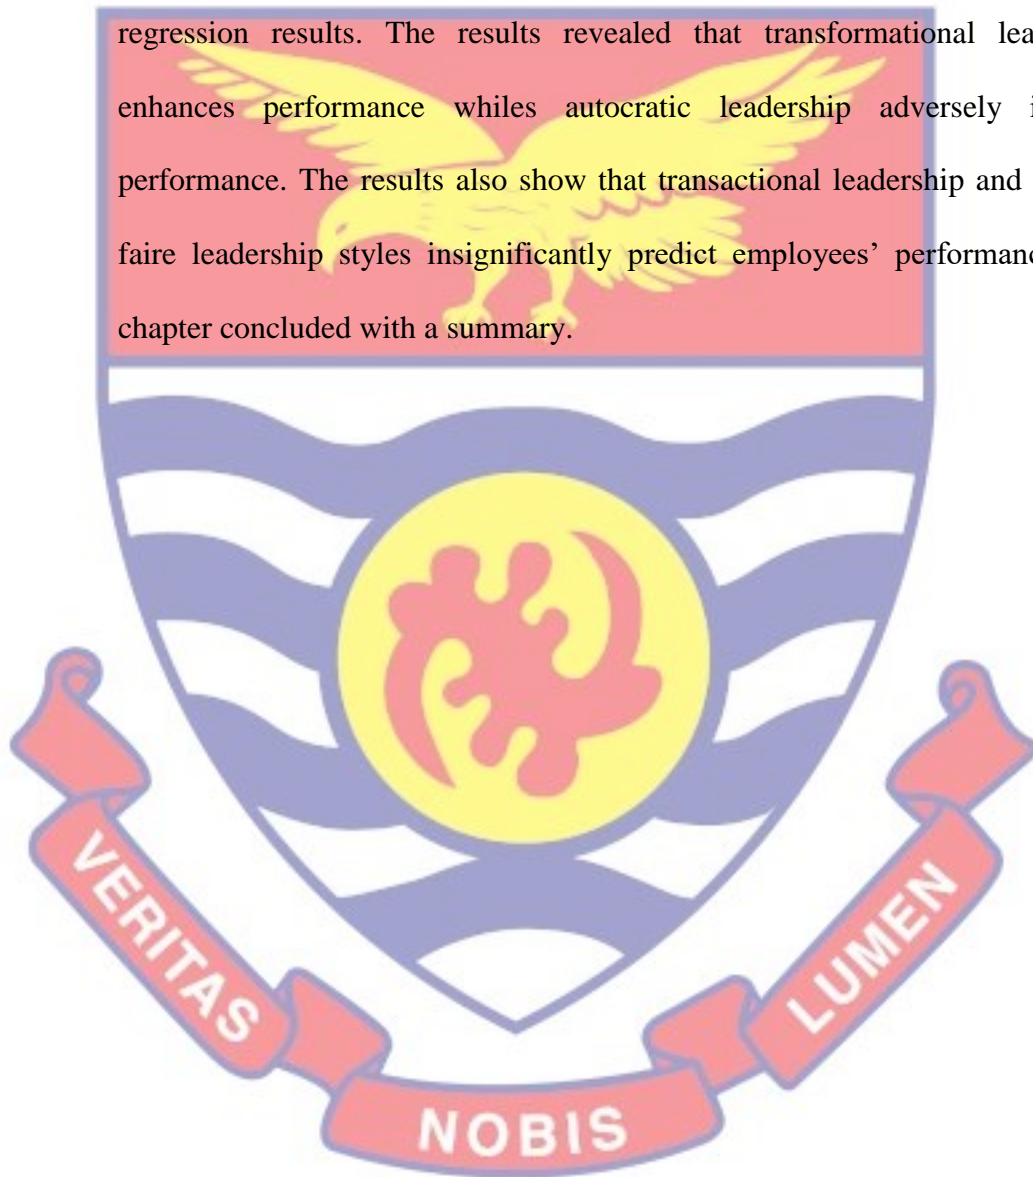 regression results. The results revealed that transformational lea
enhances performance whiles autocratic leadership adversely i
performance. The results also show that transactional leadership and
faire leadership styles insignificantly predict employees’ performanc
chapter concluded with a summary.
VERITAS
NOBIS
LUMEN